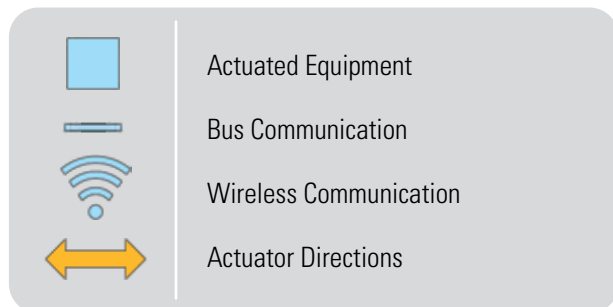 Actuated Equipment
Bus Communication
Wireless Communication
Actuator Directions